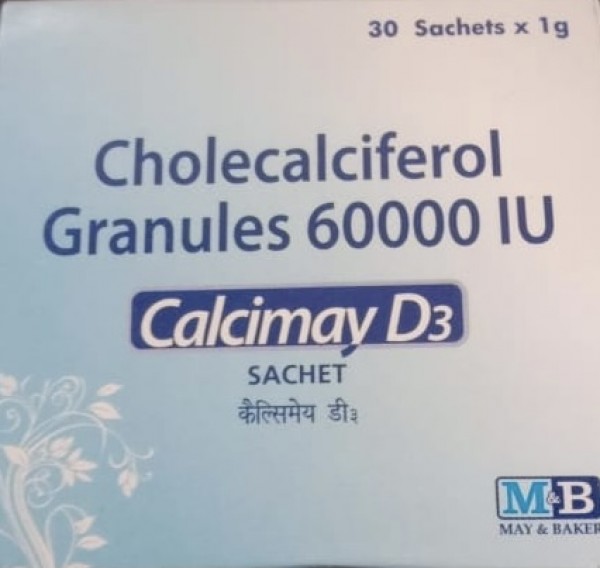 30 Sachets x 1g
Cholecalciferol
Granules 60000 IU
Calcimay D3
SACHET
कैल्सिमेय डी३
M&B
MAY & BAKER